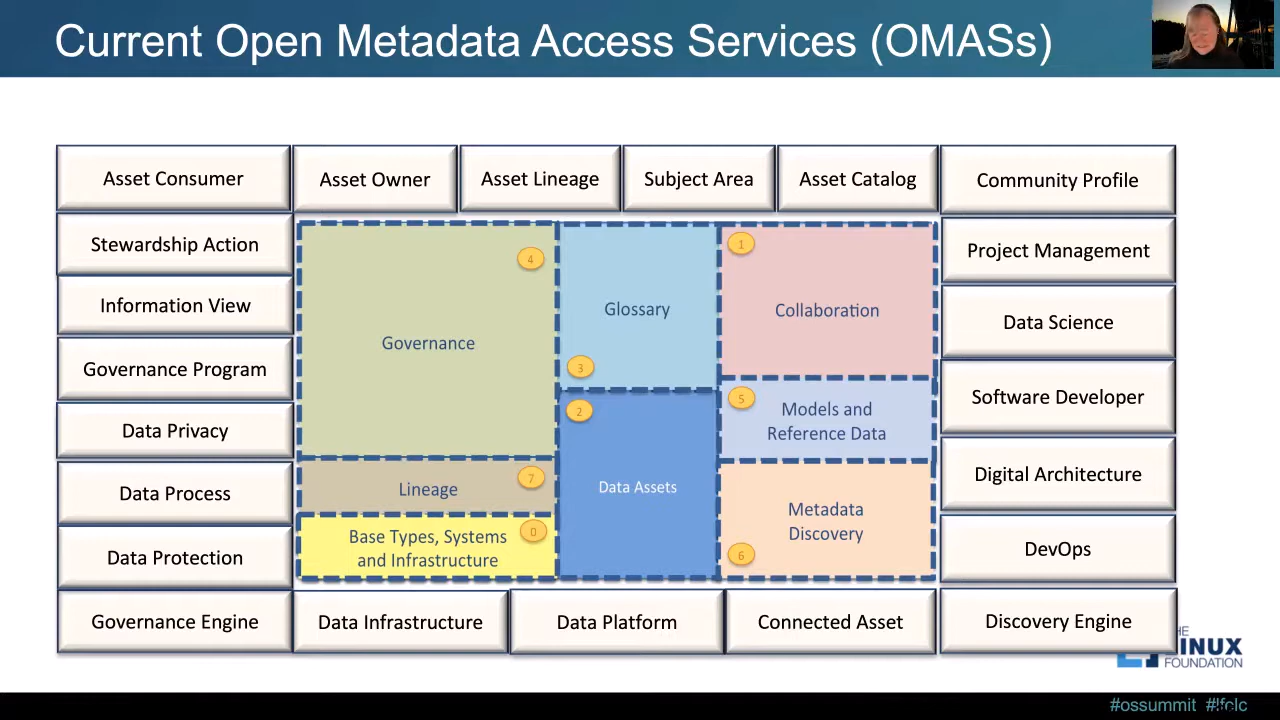 Current Open Metadata Access Services (OMASs)
Asset Consumer
Asset Owner
Asset Lineage
Subject Area
Asset Catalog
Community Profile
Stewardship Action
Information View
Governance Program
Data Privacy
Data Process
Data Protection
Governance Engine
4
Governance
7
Lineage
0
Base Types, Systems
and Infrastructure
Glossary
3
2
Data Assets
1
Collaboration
5
Models and
Reference Data
Metadata
Discovery
6
Project Management
Data Science
Software Developer
Digital Architecture
DevOps
Data Infrastructure
Data Platform
Connected Asset
Discovery Engine
HE
LINUX
FOUNDATION
#ossummit #lfclc